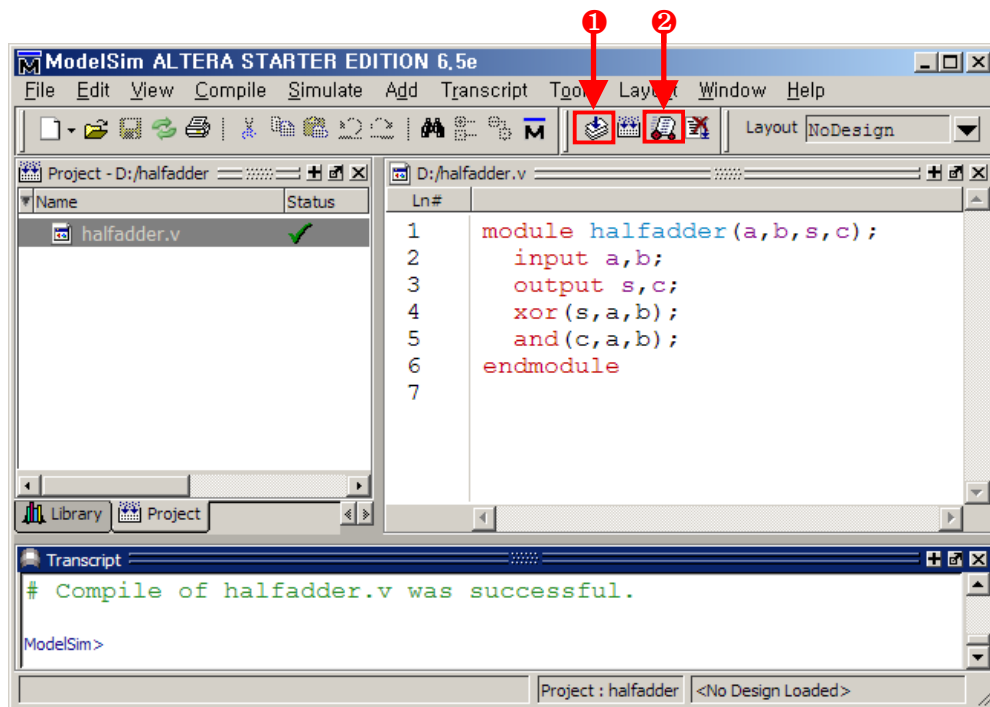 ❶ ❷
ModelSim ALTERA STARTER EDITION 6.5e
File Edit View Compile Simulate Add Transcript Tools Layout Window Help
Layout NoDesign
Project - D:/halfadder
D:/halfadder.v
Name Status
Ln#
halfadder.v
1 module halfadder(a,b,s,c);
2 input a,b;
3 output s,c;
4 xor(s,a,b);
5 and(c,a,b);
6 endmodule
7
Library Project
Transcript
# Compile of halfadder.v was successful.
ModelSim>
Project : halfadder <No Design Loaded>